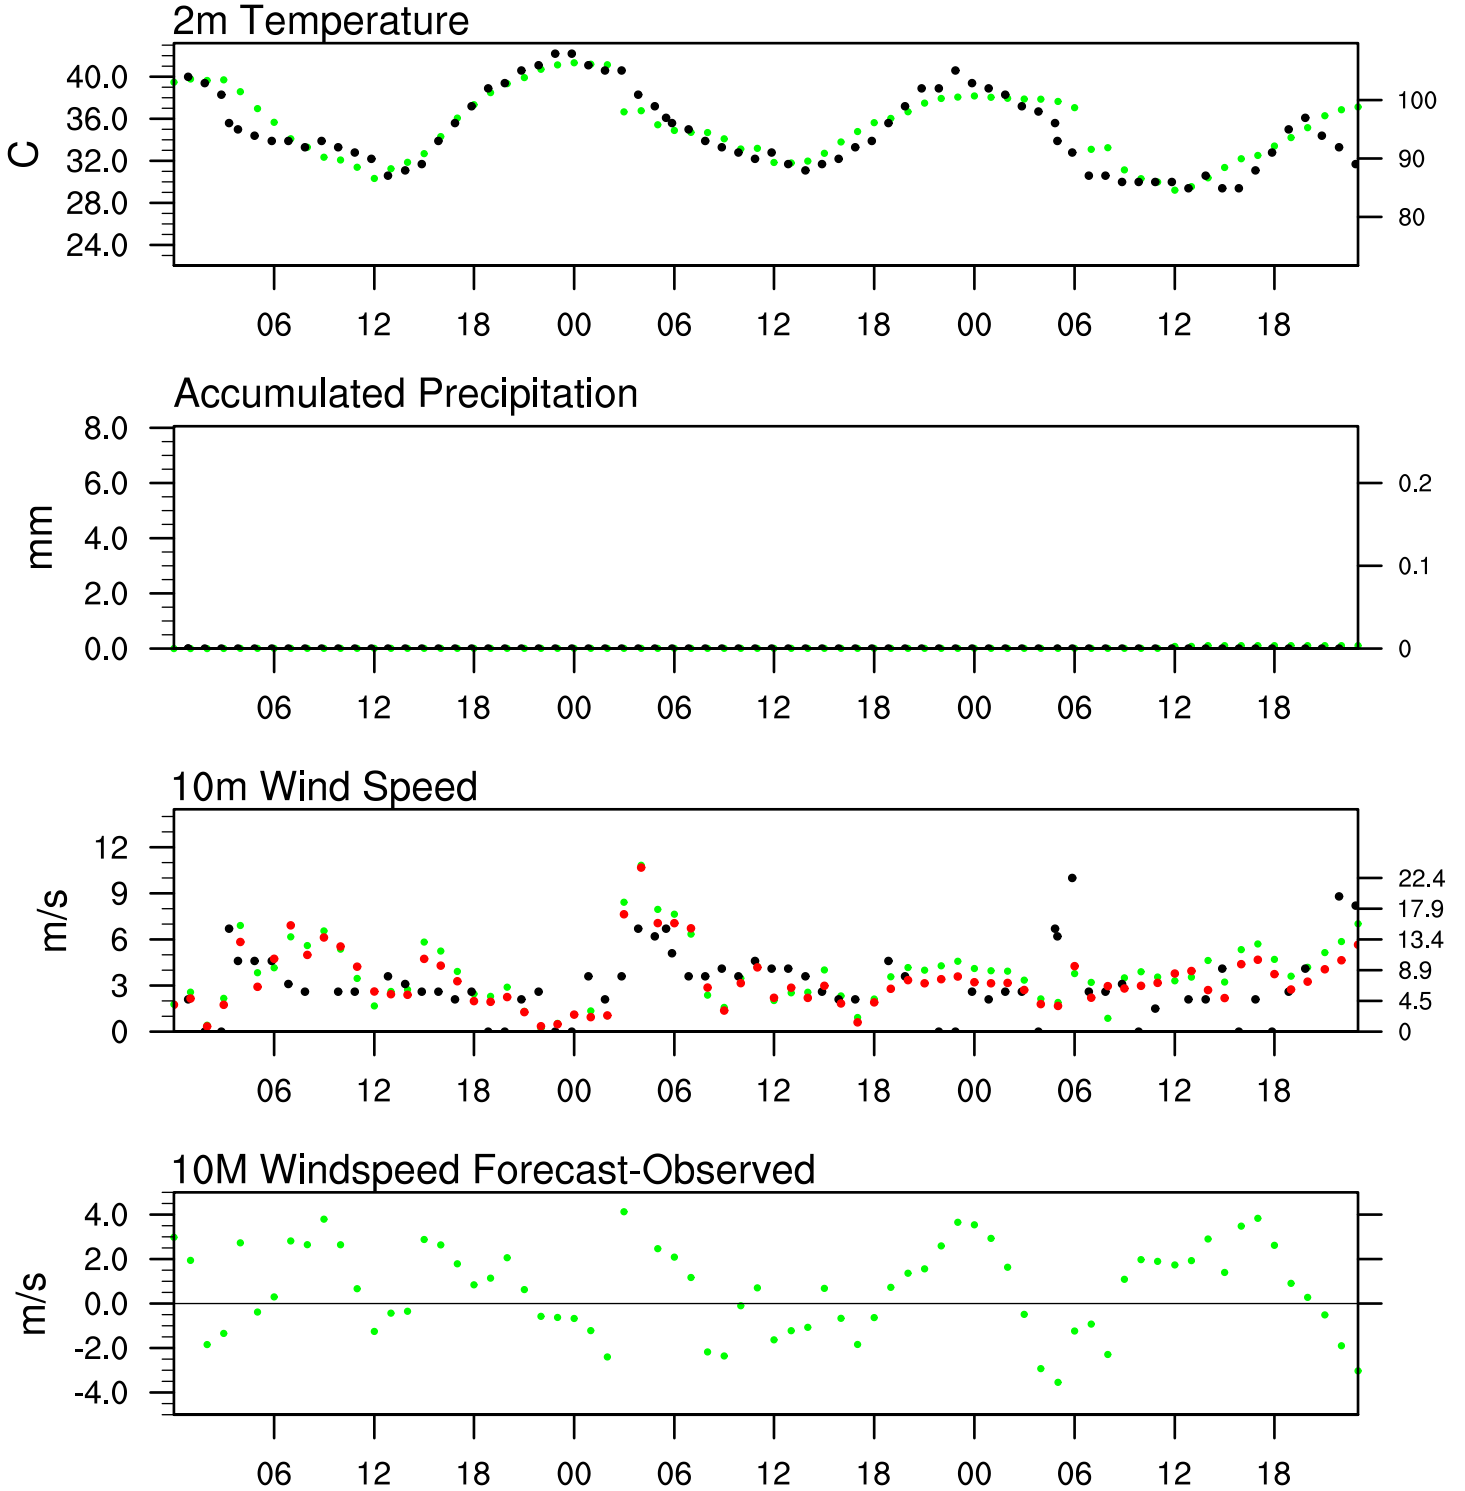 2m Temperature
40.0
36.0
32.0
28.0
24.0
C
100
90
80
06 12 18 00 06 12 18 00 06 12 18
Accumulated Precipitation
8.0
6.0
4.0
2.0
0.0
mm
0.2
0.1
0
06 12 18 00 06 12 18 00 06 12 18
10m Wind Speed
12
9
6
3
0
m/s
22.4
17.9
13.4
8.9
4.5
0
06 12 18 00 06 12 18 00 06 12 18
10M Windspeed Forecast-Observed
4.0
2.0
0.0
-2.0
-4.0
m/s
06 12 18 00 06 12 18 00 06 12 18